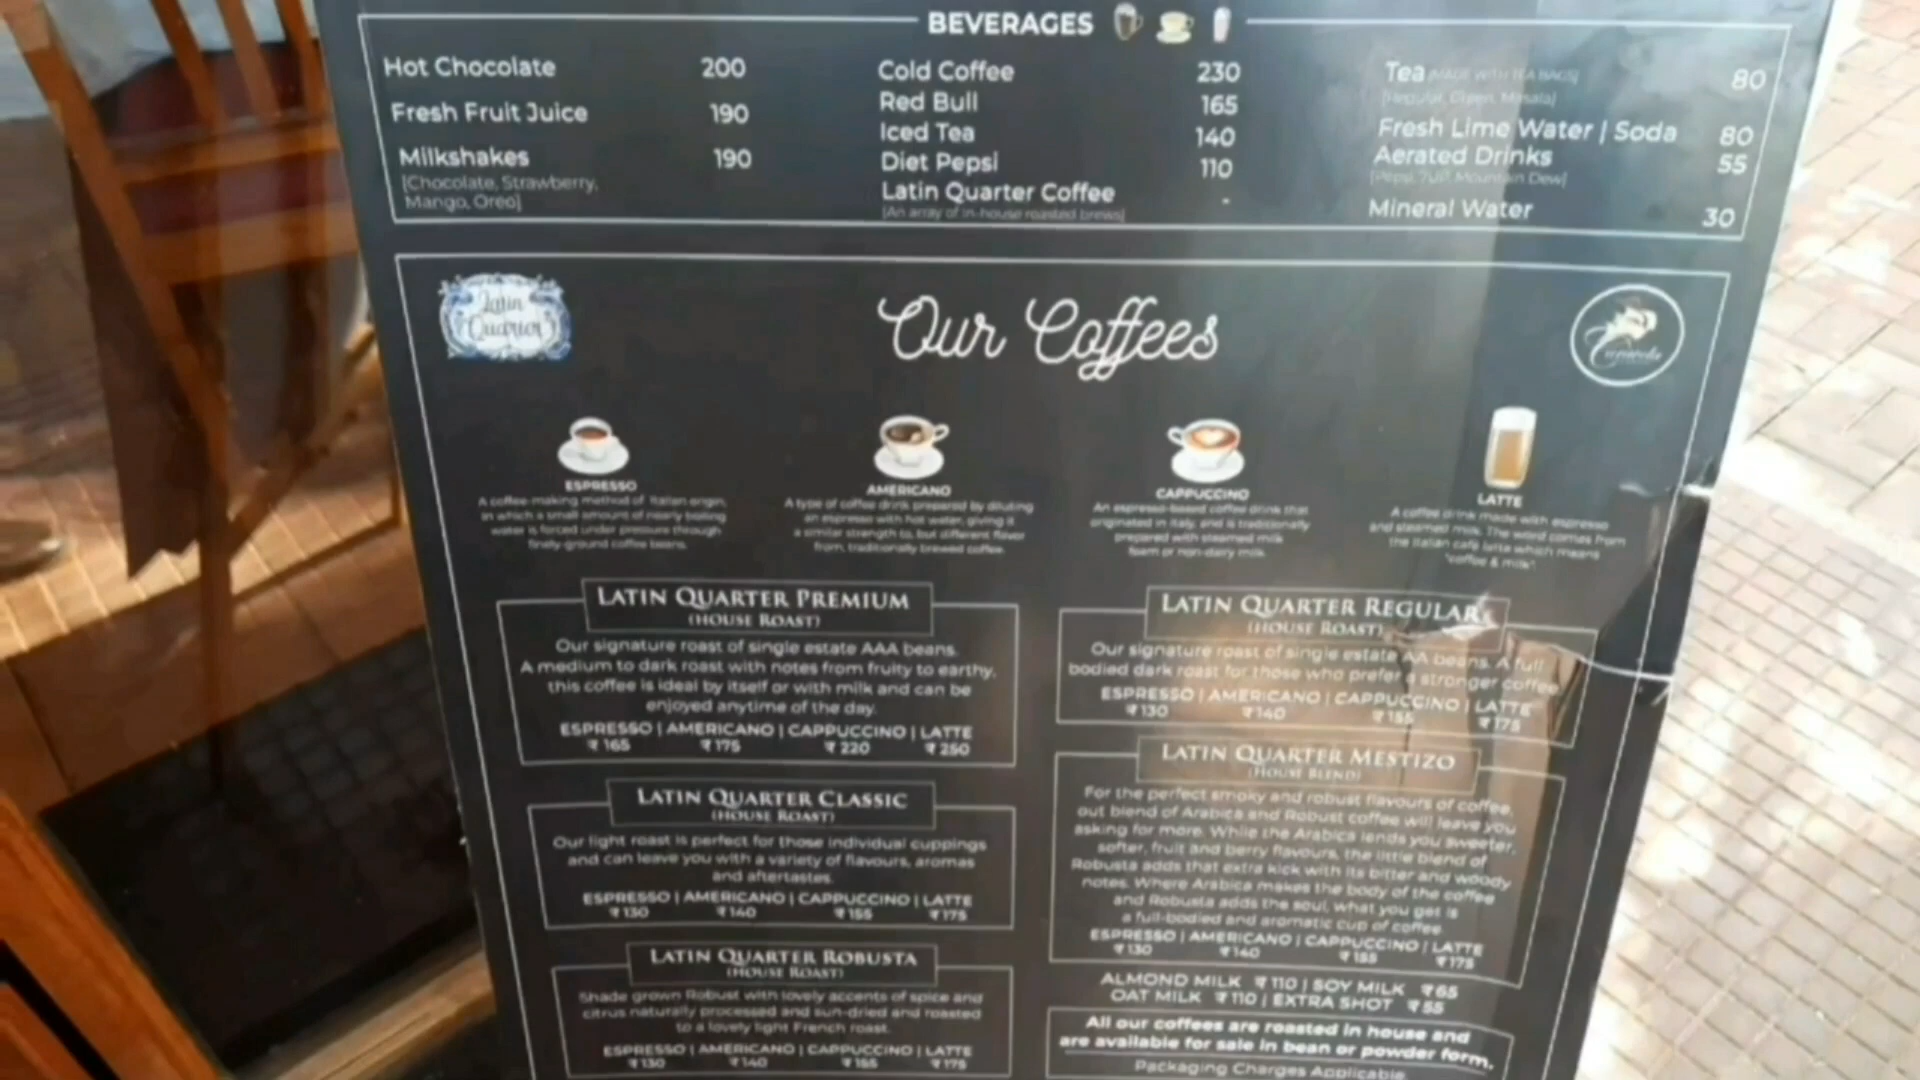 BEVERAGES
Hot Chocolate 200
Fresh Fruit Juice 190
Milkshakes 190
[Chocolate, Strawberry,
Mango, Oreo]
Cold Coffee 230
Red Bull 165
Iced Tea 140
Diet Pepsi 110
Latin Quarter Coffee -
[An array of in-house roasted brews]
Tea [MADE WITH TEA BAGS] 80
[Regular, Green, Masala]
Fresh Lime Water | Soda 80
Aerated Drinks 55
[Pepsi, 7UP, Mountain Dew]
Mineral Water 30
Latin
Quarter
Our Coffees
ESPRESSO
A coffee-making method of Italian origin,
in which a small amount of nearly boiling
water is forced under pressure through
finely-ground coffee beans.
AMERICANO
A type of coffee drink prepared by diluting
an espresso with hot water, giving it
a similar strength to, but different flavor
from, traditionally brewed coffee.
CAPPUCCINO
An espresso-based coffee drink that
originated in Italy, and is traditionally
prepared with steamed milk
foam or non-dairy milk.
LATTE
A coffee drink made with espresso
and steamed milk. The word comes from
the Italian café latte which means
"coffee & milk".
LATIN QUARTER PREMIUM
(HOUSE ROAST)
Our signature roast of single estate AAA beans.
A medium to dark roast with notes from fruity to earthy,
this coffee is ideal by itself or with milk and can be
enjoyed anytime of the day.
ESPRESSO | AMERICANO | CAPPUCCINO | LATTE
₹165 ₹175 ₹220 ₹250
LATIN QUARTER CLASSIC
(HOUSE ROAST)
Our light roast is perfect for those individual cuppings
and can leave you with a variety of flavours, aromas
and aftertastes.
ESPRESSO | AMERICANO | CAPPUCCINO | LATTE
₹130 ₹140 ₹155 ₹175
LATIN QUARTER ROBUSTA
(HOUSE ROAST)
Shade grown Robust with lovely accents of spice and
citrus naturally processed and sun-dried and roasted
to a lovely light French roast.
ESPRESSO | AMERICANO | CAPPUCCINO | LATTE
₹130 ₹140 ₹155 ₹175
LATIN QUARTER REGULAR
(HOUSE ROAST)
Our signature roast of single estate AA beans. A full
bodied dark roast for those who prefer a stronger coffee
ESPRESSO | AMERICANO | CAPPUCCINO | LATTE
₹130 ₹140 ₹155 ₹175
LATIN QUARTER MESTIZO
(HOUSE BLEND)
For the perfect smoky and robust flavours of coffee,
out blend of Arabica and Robust coffee will leave you
asking for more. While the Arabica lends you sweeter,
softer, fruit and berry flavours, the little blend of
Robusta adds that extra kick with its bitter and woody
notes. Where Arabica makes the body of the coffee
and Robusta adds the soul, what you get is
a full-bodied and aromatic cup of coffee.
ESPRESSO | AMERICANO | CAPPUCCINO | LATTE
₹130 ₹140 ₹155 ₹175
ALMOND MILK ₹110 | SOY MILK ₹65
OAT MILK ₹110 | EXTRA SHOT ₹55
All our coffees are roasted in house and
are available for sale in bean or powder form.
Packaging Charges Applicable